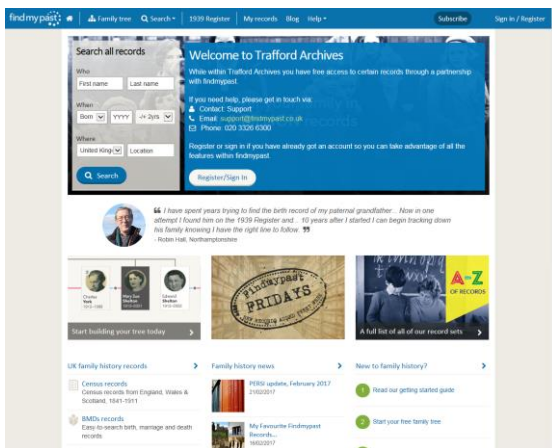 findmypast
Family tree
Search
1939 Register
My records
Blog
Help
Subscribe
Sign in / Register
Search all records
Who
First name
Last name
When
Born
YYYY
-/+ 2yrs
Where
United King
Location
Search
Welcome to Trafford Archives
While within Trafford Archives you have free access to certain records through a partnership
with findmypast.
If you need help, please get in touch via:
Contact: Support
Email: support@findmypast.co.uk
Phone: 020 3326 6300
Register or sign in if you have already got an account so you can take advantage of all the
features within findmypast.
Register/Sign In
I have spent years trying to find the birth record of my paternal grandfather... Now in one
attempt I found him on the 1939 Register and... 10 years after I started I can begin tracking down
his family knowing I have the right line to follow.
- Robin Hall, Northamptonshire
Charles
York
Mary Sue
Shelton
Edward
Shelton
Start building your tree today
Findmypast
FRIDAYS
A-Z
OF RECORDS
A full list of all of our record sets
UK family history records
Census records
Census records from England, Wales &
Scotland, 1841-1911
BMDs records
Easy-to-search birth, marriage and death
records
Family history news
PERSI update, February 2017
21/02/2017
My Favourite Findmypast
Records...
16/02/2017
New to family history?
1
Read our getting started guide
2
Start your free family tree